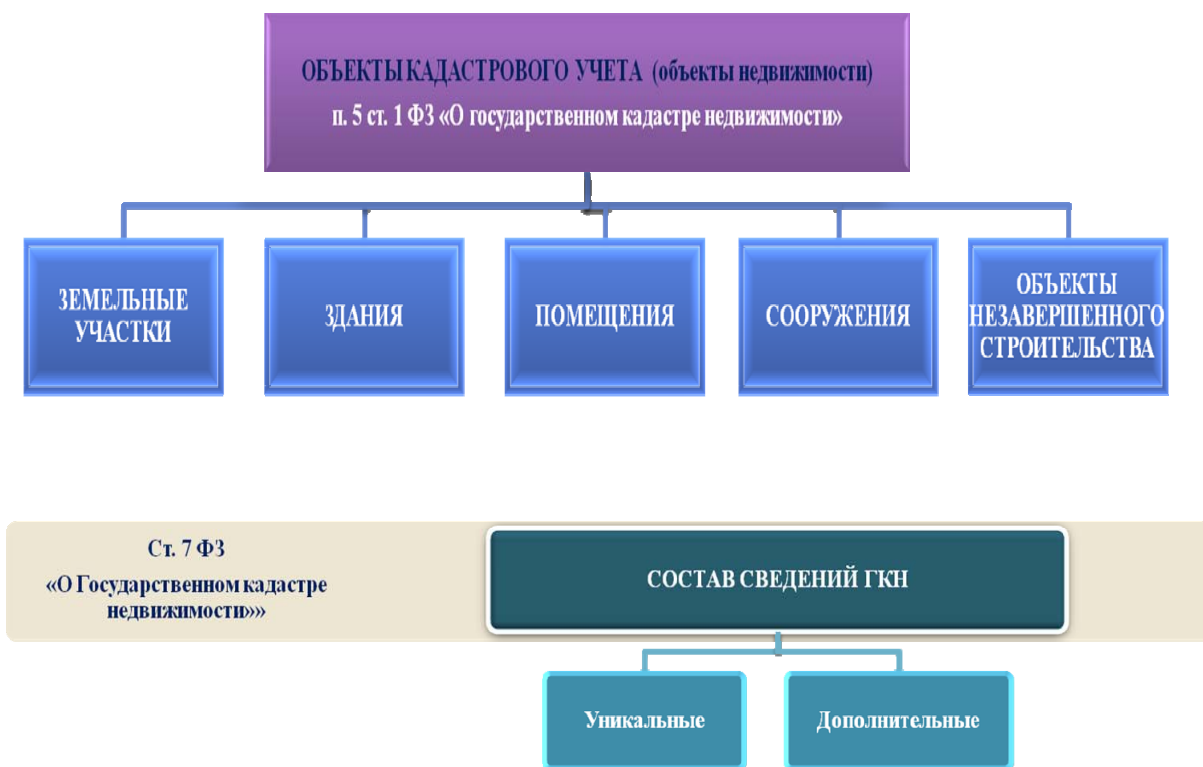 ОБЪЕКТЫ КАДАСТРОВОГО УЧЕТА (объекты недвижимости)
п. 5 ст. 1 ФЗ «О государственном кадастре недвижимости»
ЗЕМЕЛЬНЫЕ
УЧАСТКИ
ЗДАНИЯ
ПОМЕЩЕНИЯ
СООРУЖЕНИЯ
ОБЪЕКТЫ
НЕЗАВЕРШЕННОГО
СТРОИТЕЛЬСТВА
Ст. 7 ФЗ
«О Государственном кадастре
недвижимости»»
СОСТАВ СВЕДЕНИЙ ГКН
Уникальные
Дополнительные